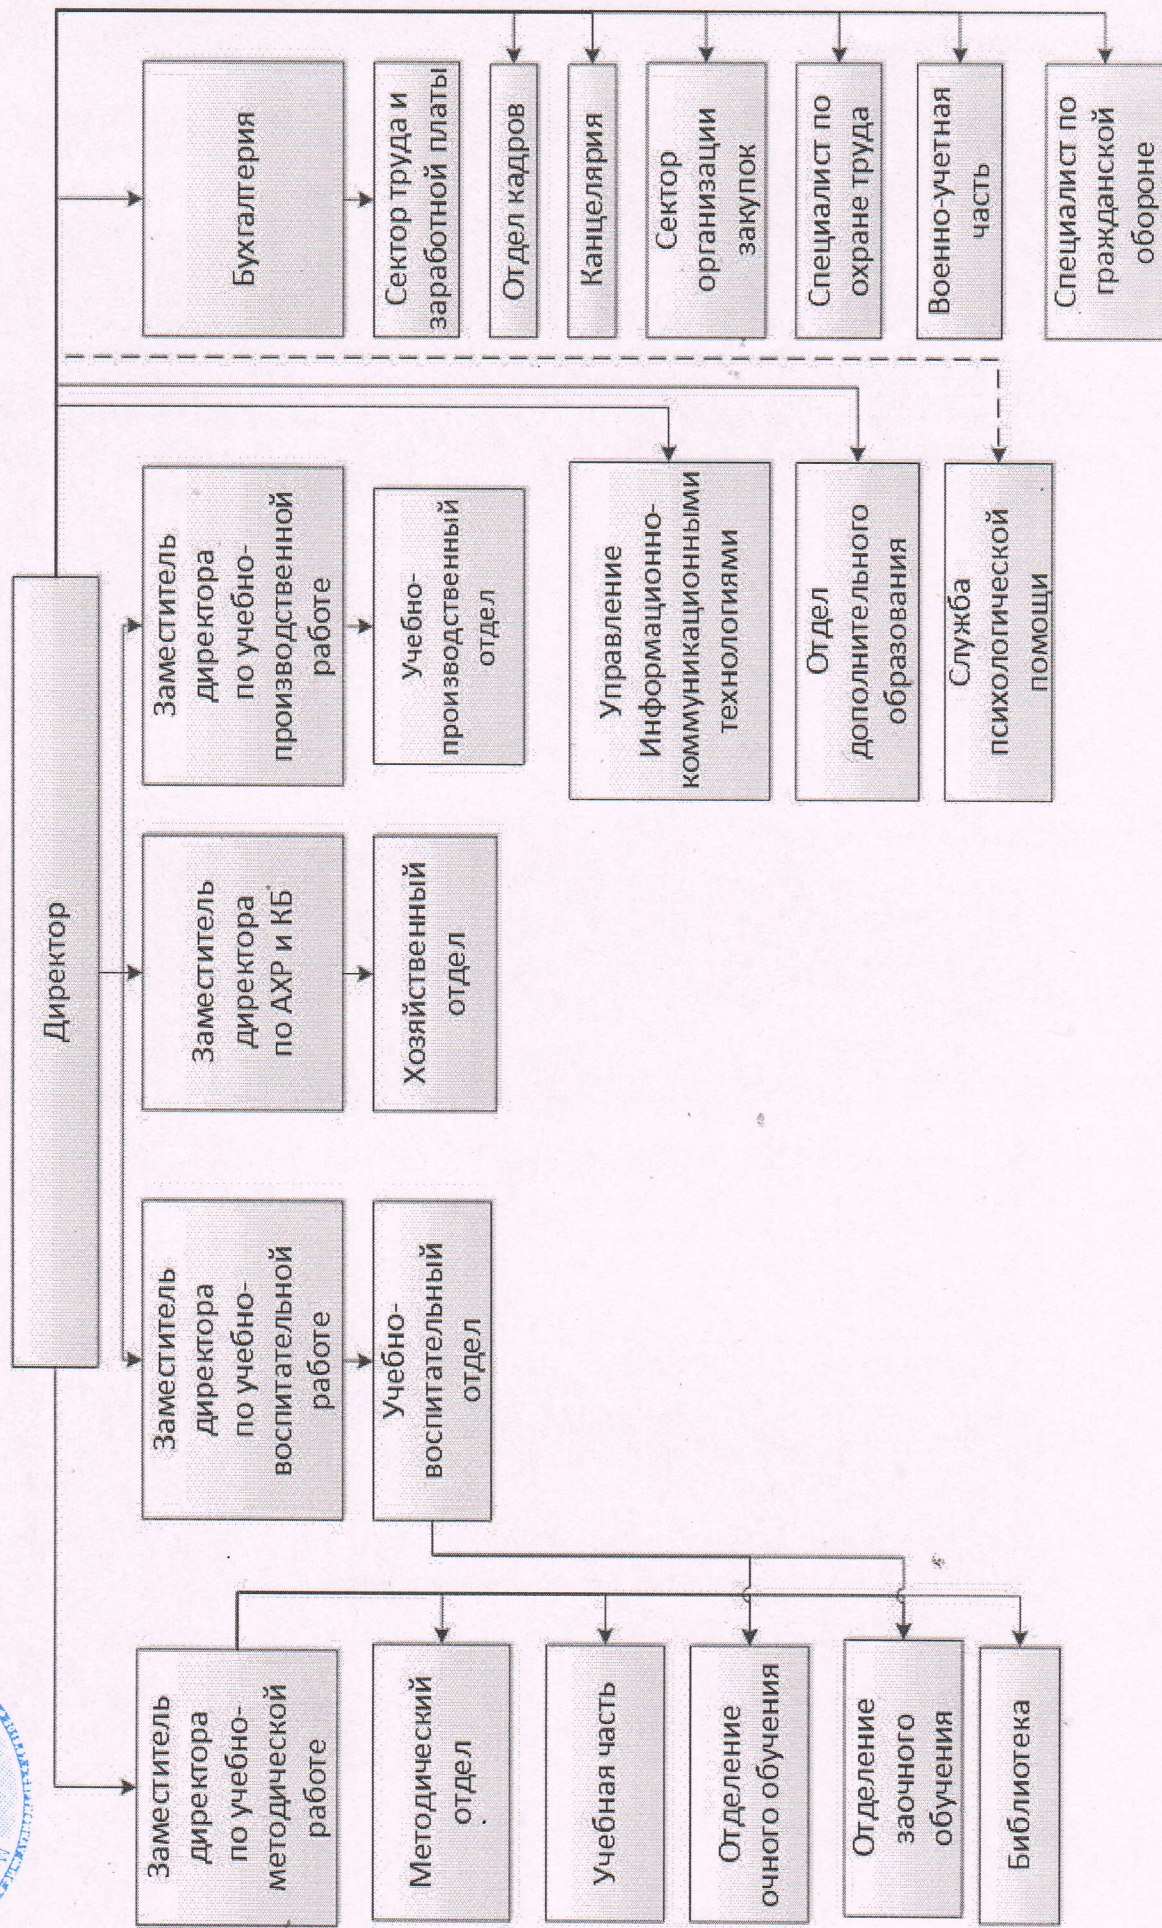 Директор
Заместитель
директора
по учебно-
методической
работе
Методический
отдел
Учебная часть
Отделение
очного обучения
Отделение
заочного
обучения
Библиотека
Заместитель
директора
по учебно-
воспитательной
работе
Учебно-
воспитательный
отдел
Заместитель
директора
по АХР и КБ
Хозяйственный
отдел
Заместитель
директора
по учебно-
производственной
работе
Учебно-
производственный
отдел
Управление
Информационно-
коммуникационными
технологиями
Отдел
дополнительного
образования
Служба
психологической
помощи
Бухгалтерия
Сектор труда и
заработной платы
Отдел кадров
Канцелярия
Сектор
организации
закупок
Специалист по
охране труда
Военно-учетная
часть
Специалист по
гражданской
обороне